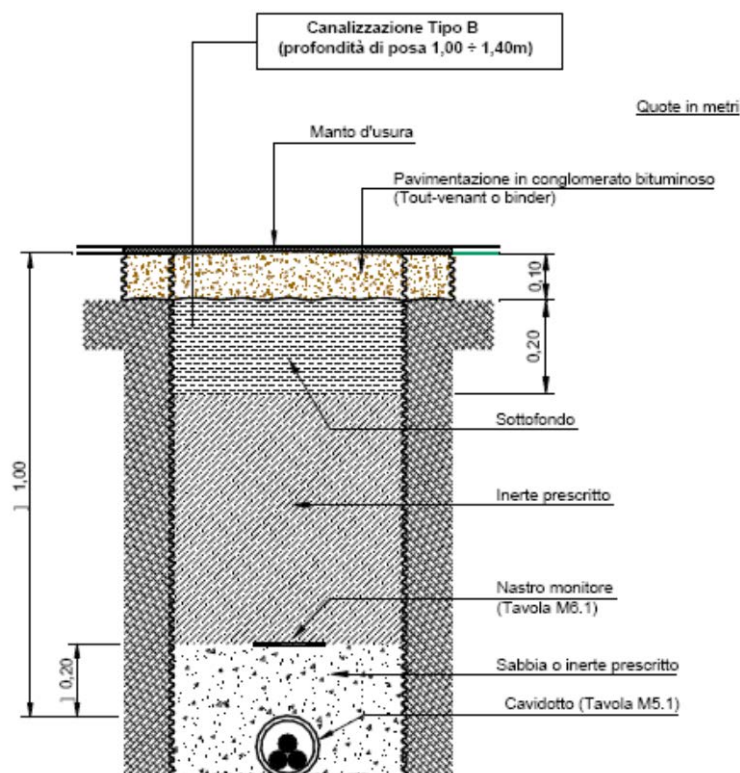 Canalizzazione Tipo B
(profondità di posa 1,00 ÷ 1,40m)
Quote in metri
Manto d'usura
Pavimentazione in conglomerato bituminoso
(Tout-venant o binder)
0,10
0,20
Sottofondo
] 1,00
Inerte prescritto
Nastro monitore
(Tavola M6.1)
] 0,20
Sabbia o inerte prescritto
Cavidotto (Tavola M5.1)